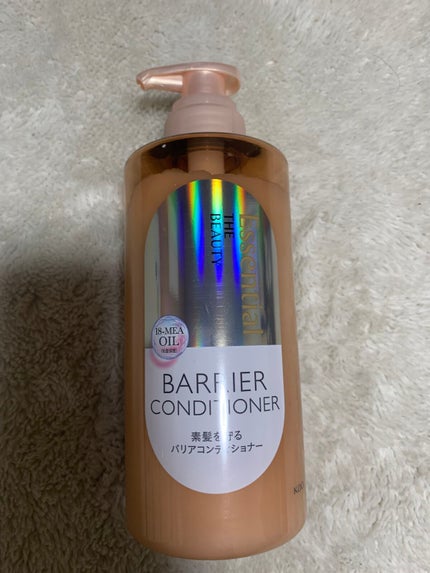 Essential
THE
BEAUTY
18-MEA
OIL
BARRIER
CONDITIONER
素髪を守る
バリアコンディショナー